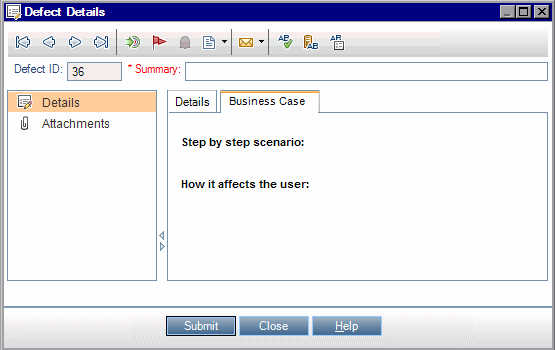 Defect Details
Defect ID: 36 * Summary:
Details
Attachments
Details Business Case
Step by step scenario:
How it affects the user:
Submit Close Help